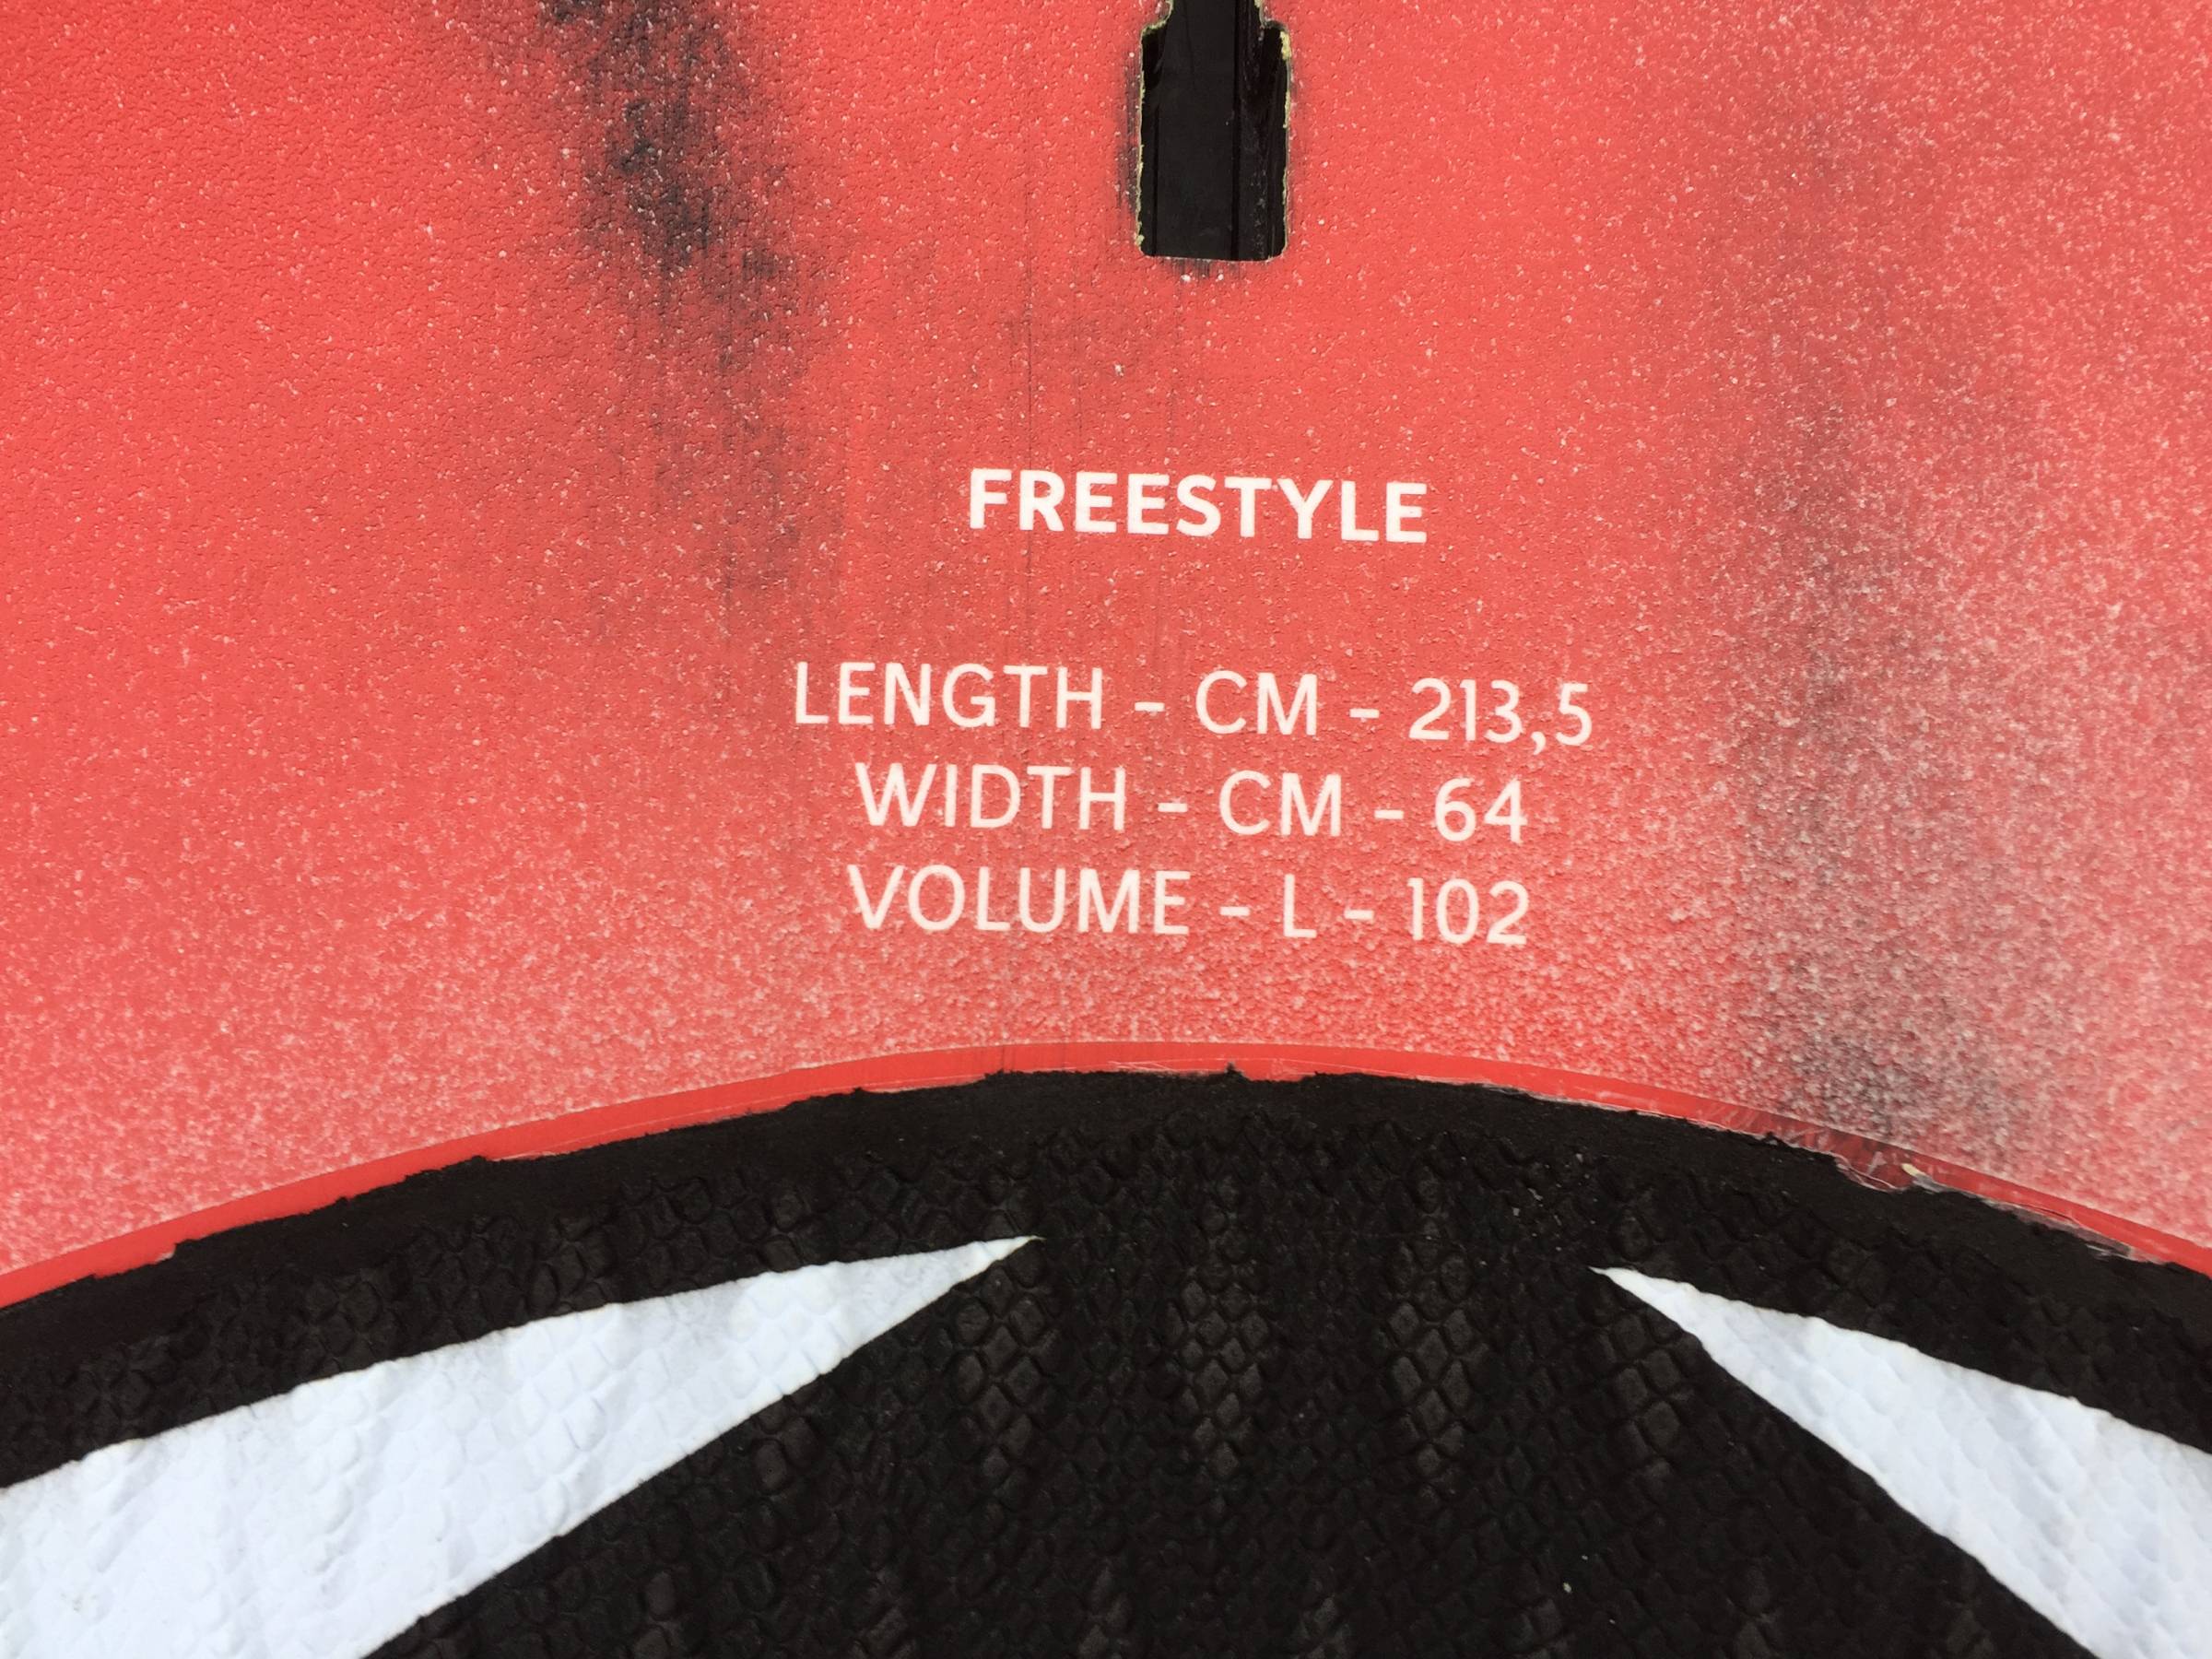 FREESTYLE
LENGTH - CM - 213,5
WIDTH - CM - 64
VOLUME - L - 102